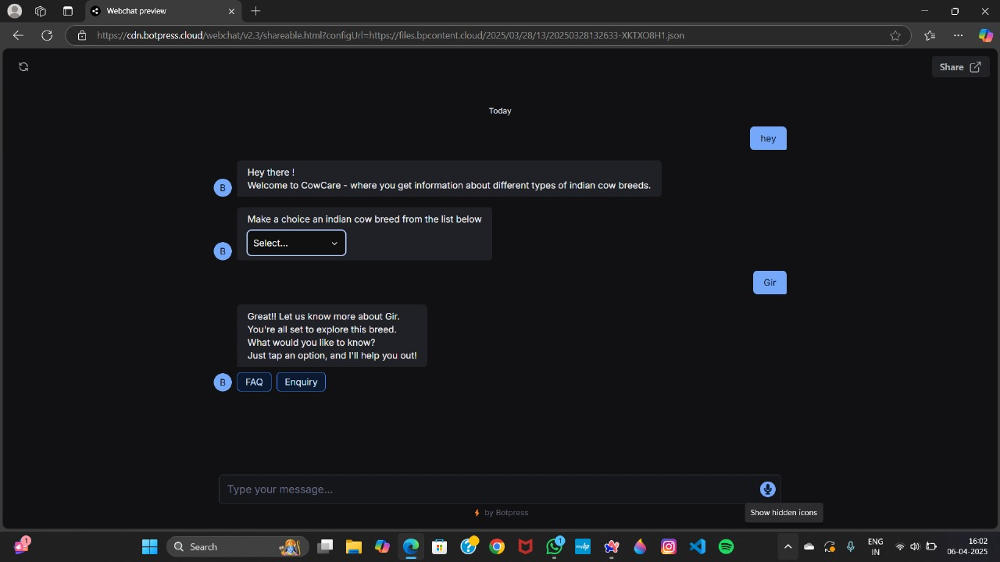 Webchat preview
https://cdn.botpress.cloud/webchat/v2.3/shareable.html?configUrl=https://files.bpcontent.cloud/2025/03/28/13/20250328132633-XKTXO8H1.json
Share
Today
hey
Hey there !
Welcome to CowCare - where you get information about different types of indian cow breeds.
B
Make a choice an indian cow breed from the list below
Select...
B
Gir
Great!! Let us know more about Gir.
You're all set to explore this breed.
What would you like to know?
Just tap an option, and I'll help you out!
B FAQ Enquiry
Type your message...
by Botpress
Show hidden icons
1
Search
1
ENG
IN
16:02
06-04-2025